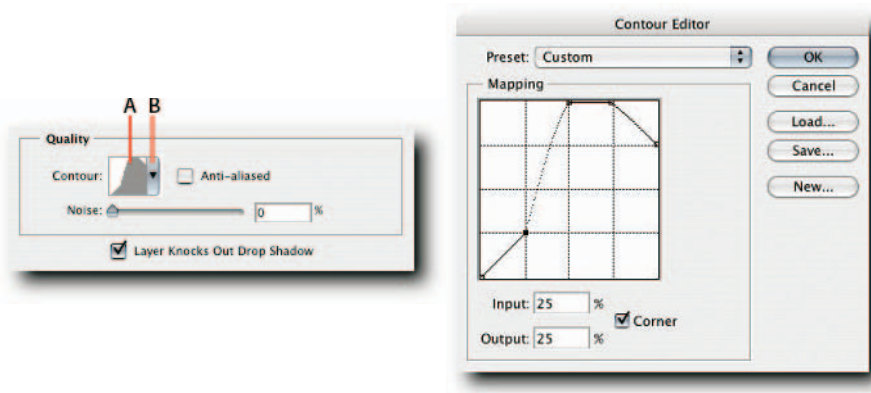 A B
Quality
Contour:
Anti-aliased
Noise: 0 %
Layer Knocks Out Drop Shadow
Contour Editor
Preset: Custom
OK
Mapping
Cancel
Load...
Save...
New...
Input: 25 %
Corner
Output: 25 %